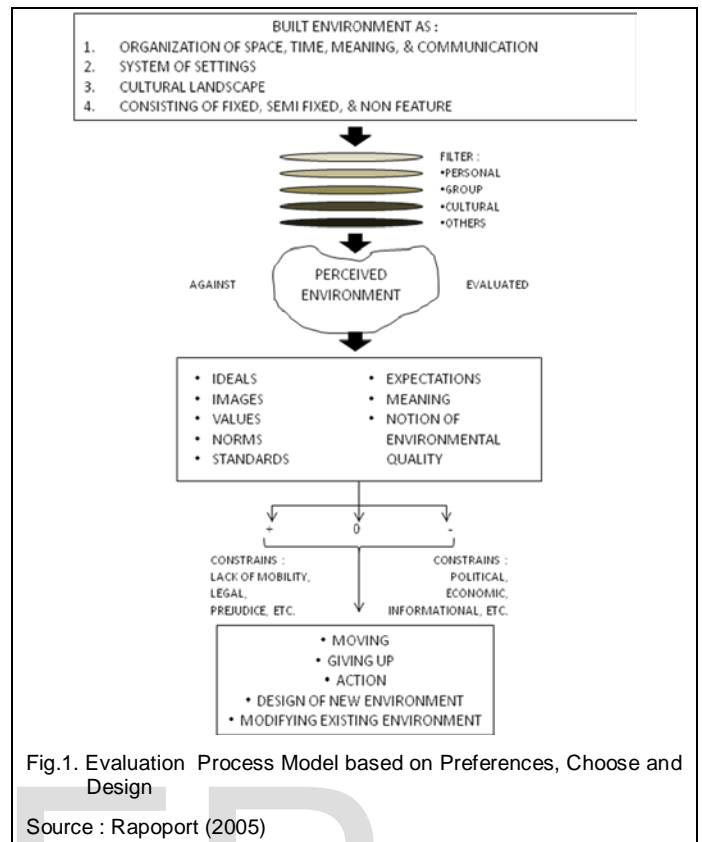 BUILT ENVIRONMENT AS :
1. ORGANIZATION OF SPACE, TIME, MEANING, & COMMUNICATION
2. SYSTEM OF SETTINGS
3. CULTURAL LANDSCAPE
4. CONSISTING OF FIXED, SEMI FIXED, & NON FEATURE
FILTER :
•PERSONAL
•GROUP
•CULTURAL
•OTHERS
AGAINST
PERCEIVED
ENVIRONMENT
EVALUATED
• IDEALS
• IMAGES
• VALUES
• NORMS
• STANDARDS
• EXPECTATIONS
• MEANING
• NOTION OF
ENVIRONMENTAL
QUALITY
+ 0 -
CONSTRAINS :
LACK OF MOBILITY,
LEGAL,
PREJUDICE, ETC.
CONSTRAINS :
POLITICAL,
ECONOMIC,
INFORMATIONAL, ETC.
• MOVING
• GIVING UP
• ACTION
• DESIGN OF NEW ENVIRONMENT
• MODIFYING EXISTING ENVIRONMENT
Fig.1. Evaluation Process Model based on Preferences, Choose and
Design
Source : Rapoport (2005)